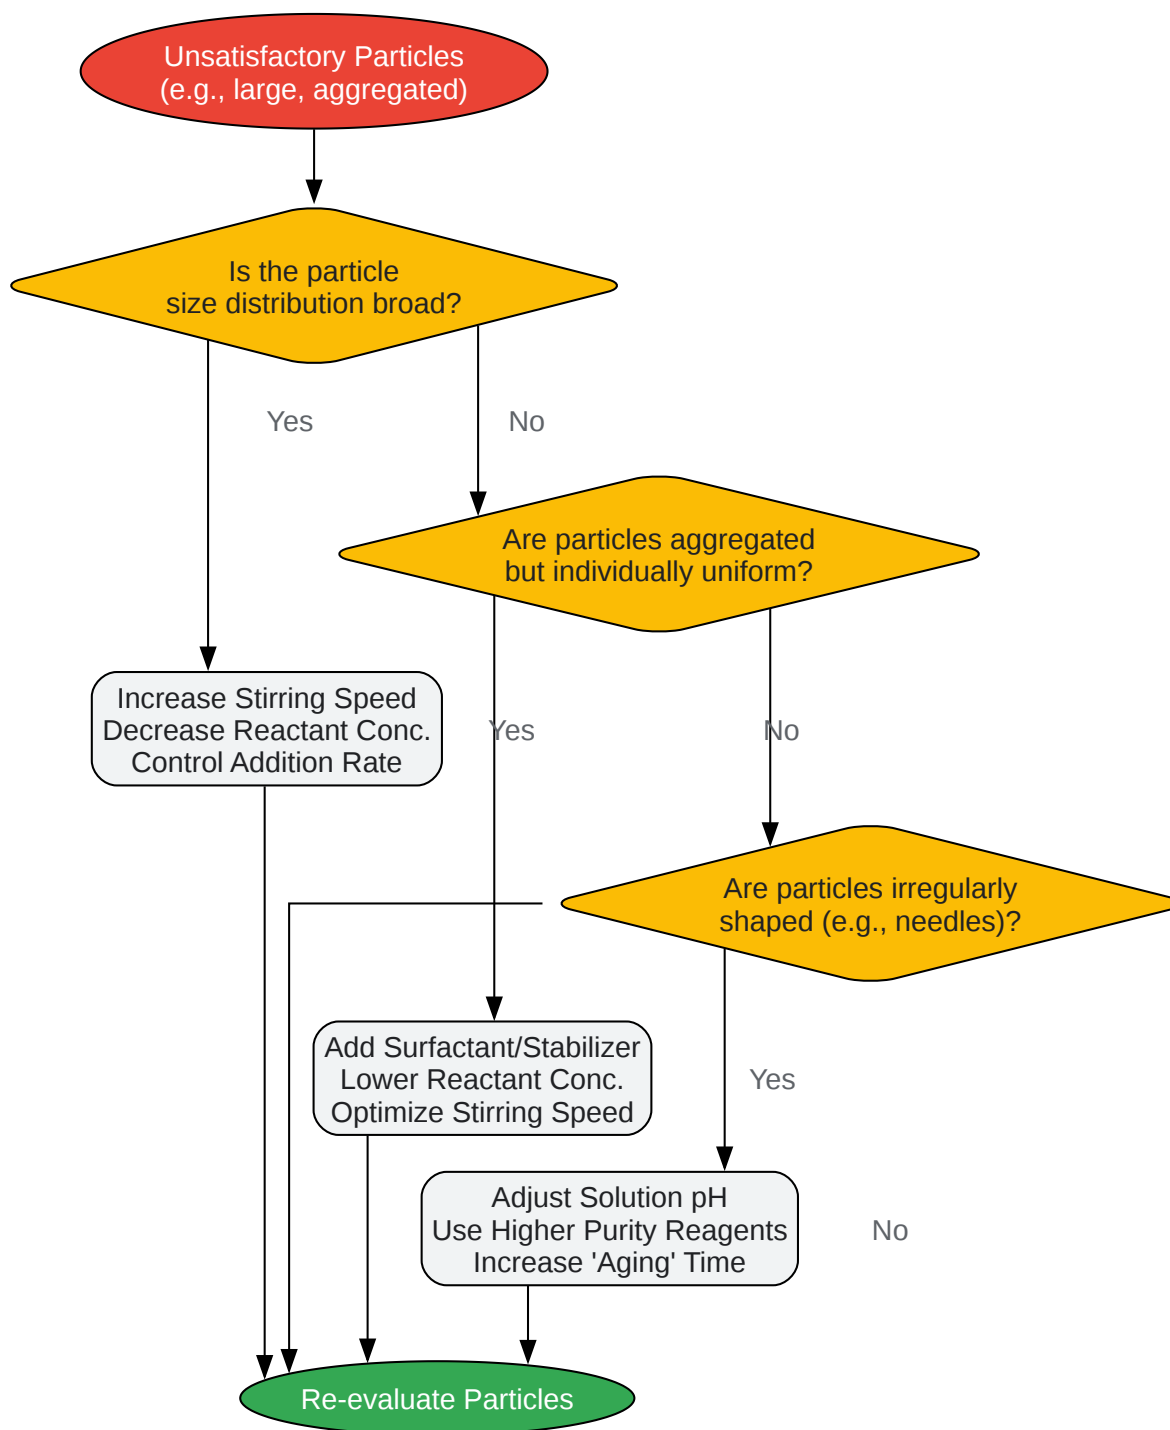 Unsatisfactory Particles
(e.g., large, aggregated)
Is the particle
size distribution broad?
Yes
No
Are particles aggregated
but individually uniform?
Increase Stirring Speed
Decrease Reactant Conc.
Control Addition Rate
Yes
No
Are particles irregularly
shaped (e.g., needles)?
Add Surfactant/Stabilizer
Lower Reactant Conc.
Optimize Stirring Speed
Yes
Adjust Solution pH
Use Higher Purity Reagents
Increase 'Aging' Time
No
Re-evaluate Particles